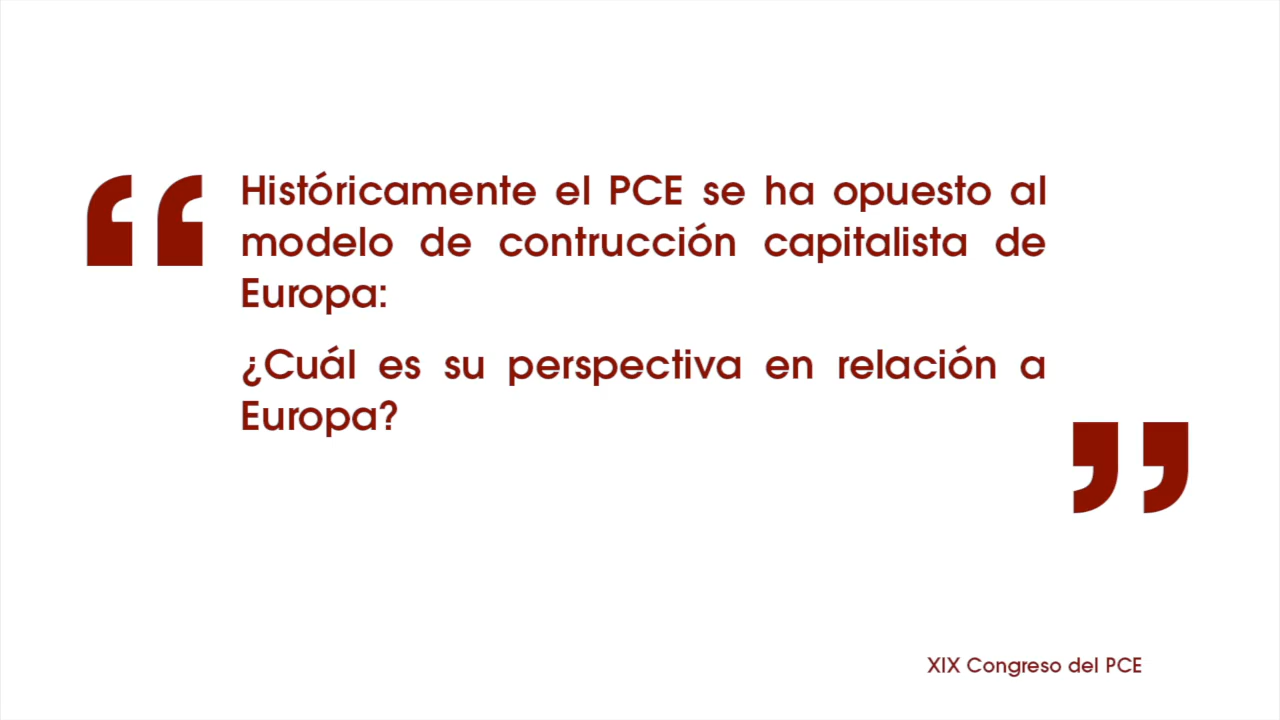 Históricamente el PCE se ha opuesto al
modelo de contrucción capitalista de
Europa:
¿Cuál es su perspectiva en relación a
Europa?
XIX Congreso del PCE